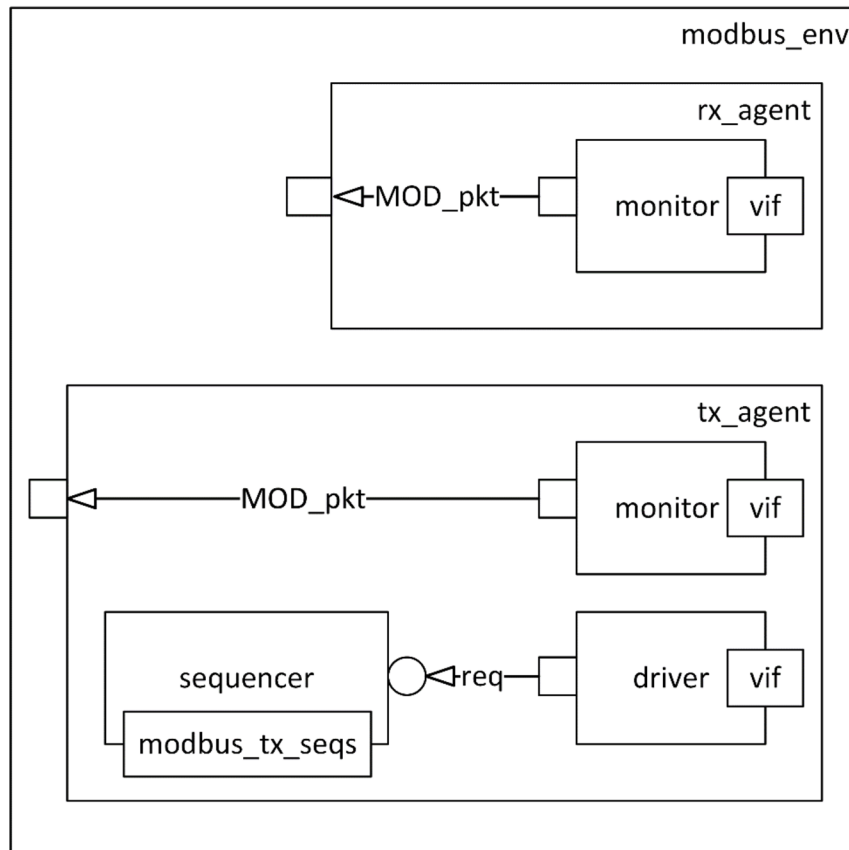 modbus_env
rx_agent
MOD_pkt
monitor
vif
tx_agent
MOD_pkt
monitor
vif
sequencer
req
driver
vif
modbus_tx_seqs